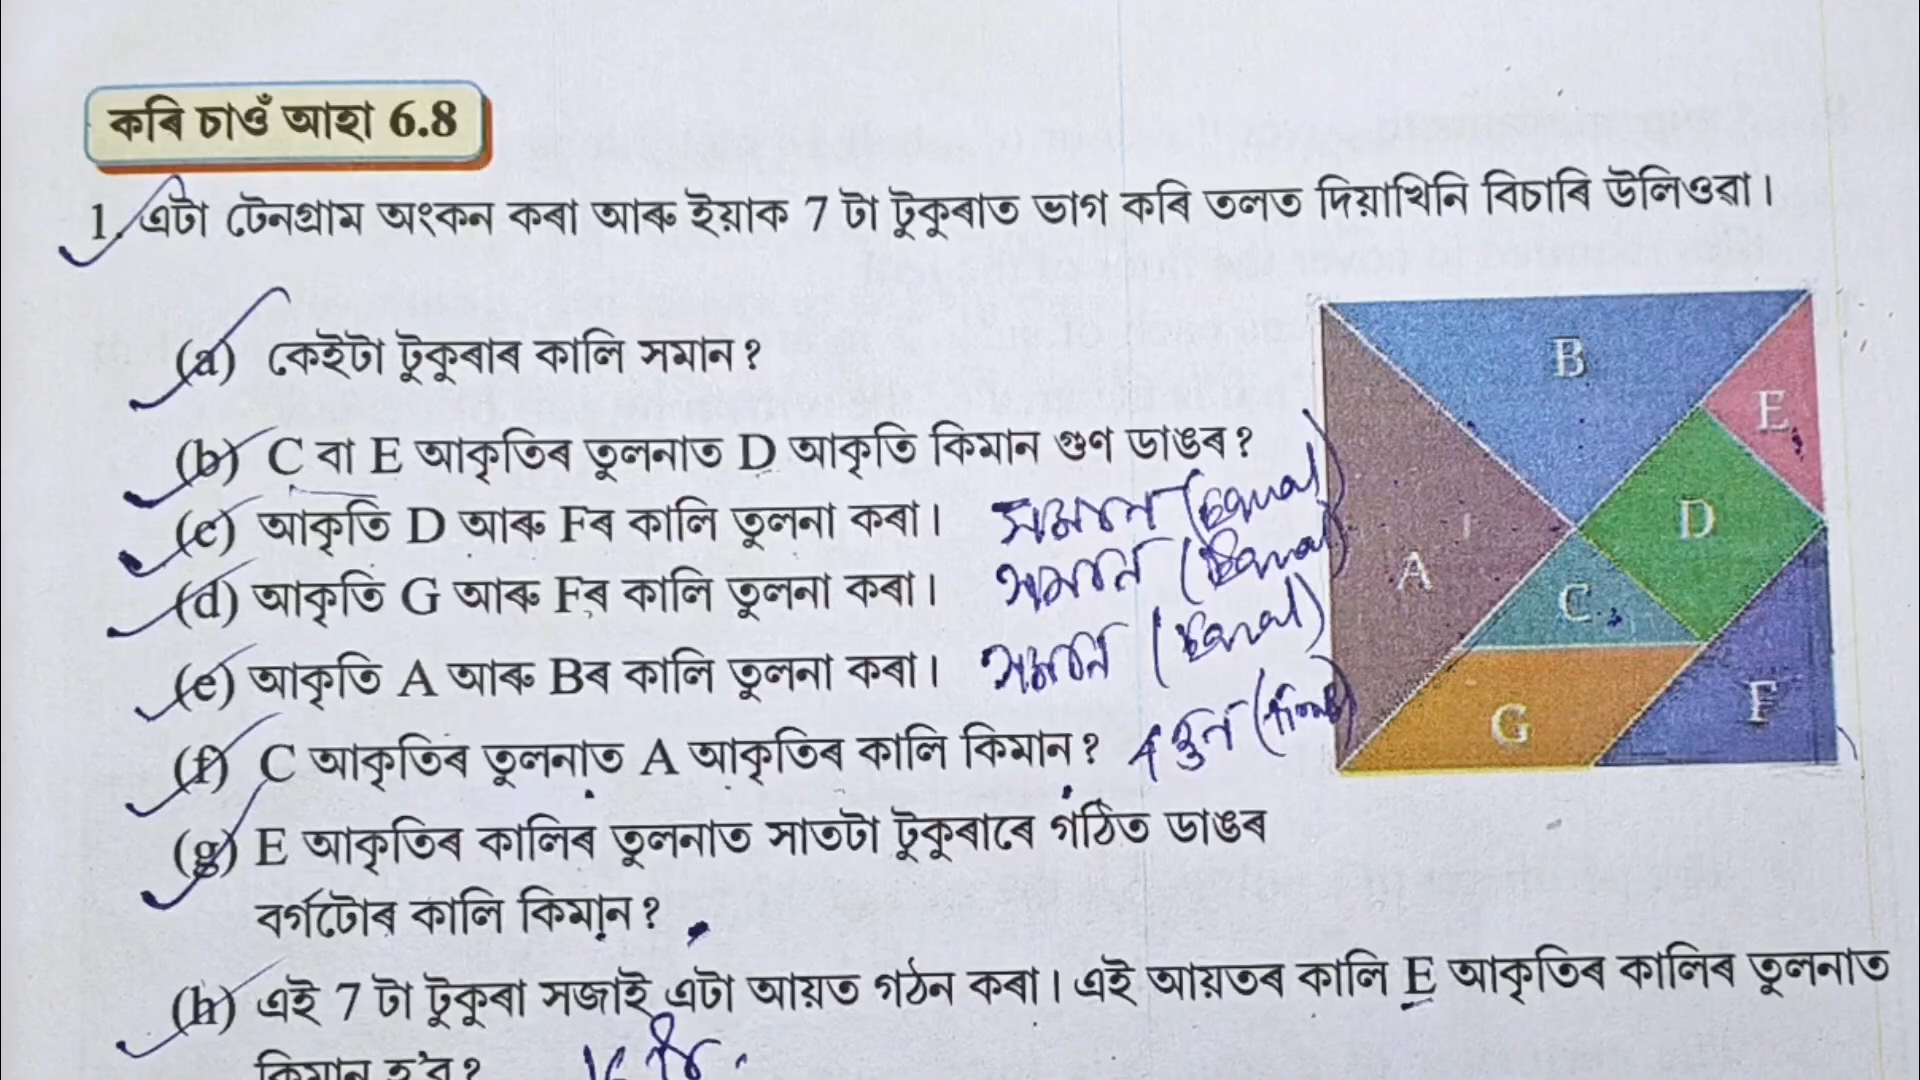 কৰি চাওঁ আহা 6.8
1. এটা টেনগ্ৰাম অংকন কৰা আৰু ইয়াক 7 টা টুকুৰাত ভাগ কৰি তলত দিয়াখিনি বিচাৰি উলিওৱা।
(a) কেইটা টুকুৰাৰ কালি সমান?
(b) C বা E আকৃতিৰ তুলনাত D আকৃতি কিমান গুণ ডাঙৰ?
(c) আকৃতি D আৰু Fৰ কালি তুলনা কৰা। সমান (Equal)
(d) আকৃতি G আৰু Fৰ কালি তুলনা কৰা। সমান (Equal)
(e) আকৃতি A আৰু Bৰ কালি তুলনা কৰা। সমান (Equal)
(f) C আকৃতিৰ তুলনাত A আকৃতিৰ কালি কিমান? 4 গুণ (times)
(g) E আকৃতিৰ কালিৰ তুলনাত সাতটা টুকুৰাৰে গঠিত ডাঙৰ
বৰ্গটোৰ কালি কিমান?
(h) এই 7 টা টুকুৰা সজাই এটা আয়ত গঠন কৰা। এই আয়তৰ কালি E আকৃতিৰ কালিৰ তুলনাত
কিমান হ'ব?
B
E
D
A
C
G
F